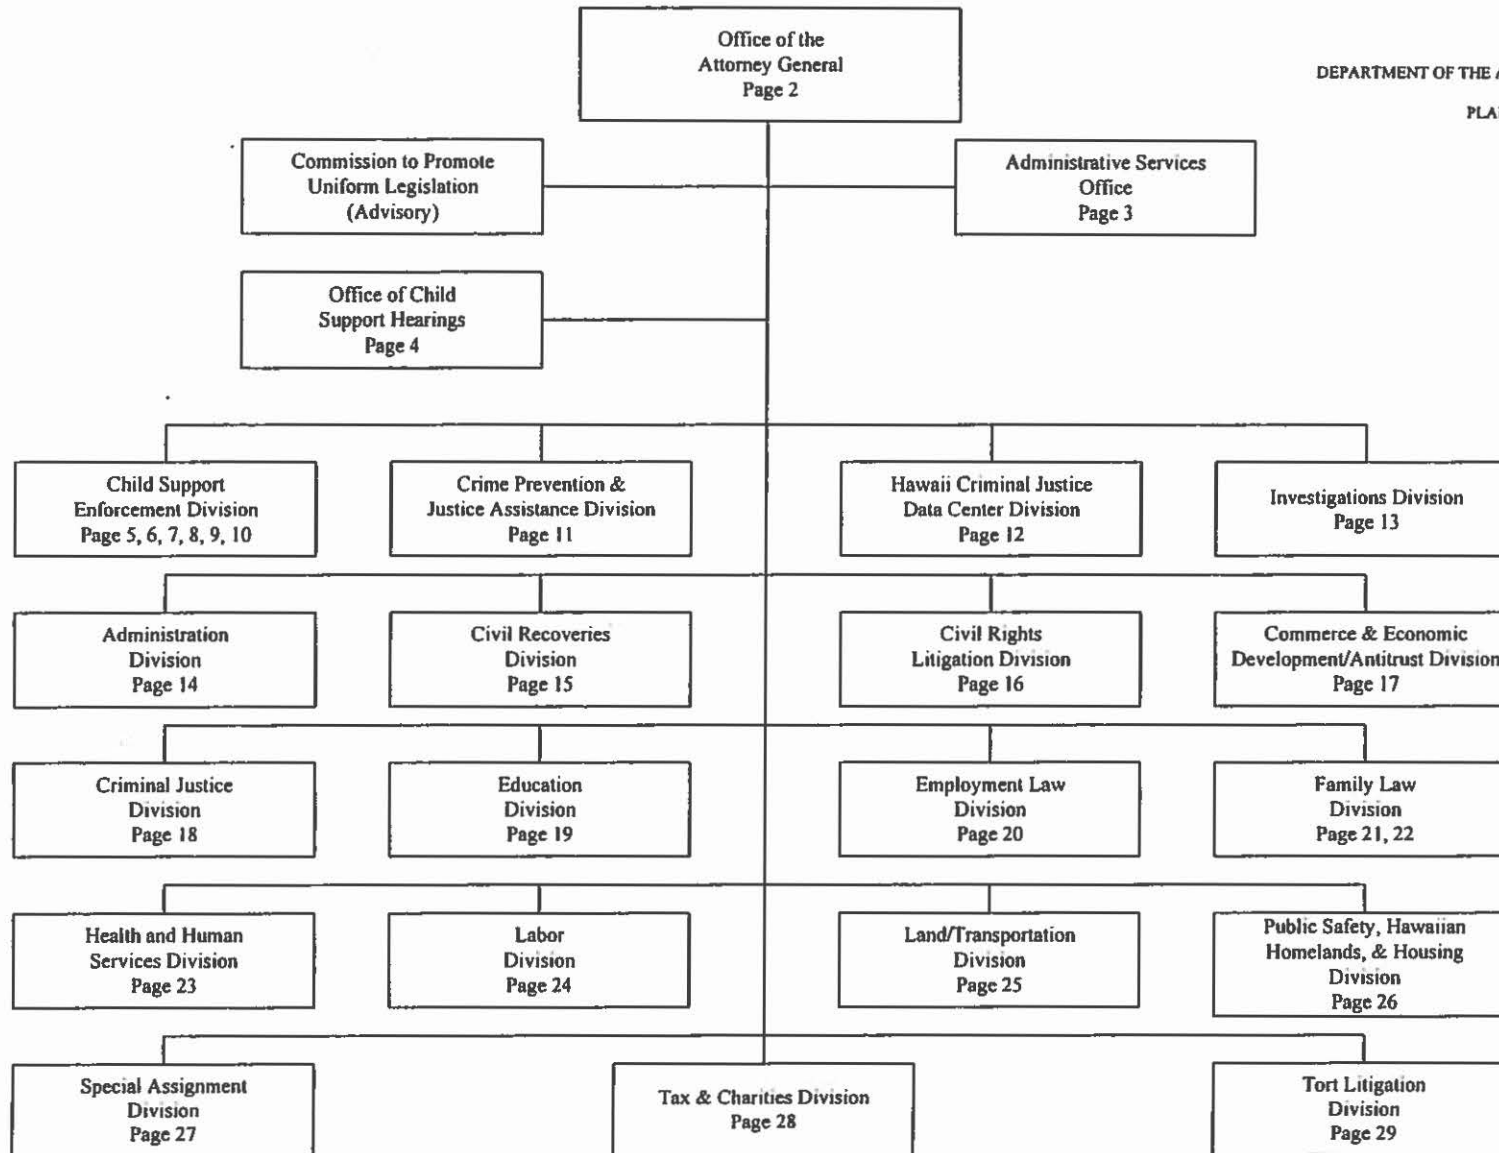 Office of the
Attorney General
Page 2
DEPARTMENT OF THE
Commission to Promote
Uniform Legislation
(Advisory)
Administrative Services
Office
Page 3
Office of Child
Support Hearings
Page 4
Child Support
Enforcement Division
Page 5, 6, 7, 8, 9, 10
Crime Prevention &
Justice Assistance Division
Page 11
Hawaii Criminal Justice
Data Center Division
Page 12
Investigations Division
Page 13
Administration
Division
Page 14
Civil Recoveries
Division
Page 15
Civil Rights
Litigation Division
Page 16
Commerce & Economic
Development/Antitrust Division
Page 17
Criminal Justice
Division
Page 18
Education
Division
Page 19
Employment Law
Division
Page 20
Family Law
Division
Page 21, 22
Health and Human
Services Division
Page 23
Labor
Division
Page 24
Land/Transportation
Division
Page 25
Public Safety, Hawaiian
Homelands, & Housing
Division
Page 26
Special Assignment
Division
Page 27
Tax & Charities Division
Page 28
Tort Litigation
Division
Page 29